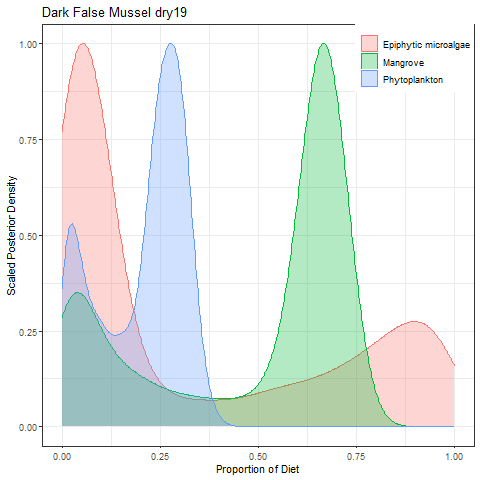 Dark False Mussel dry19
Epiphytic microalgae
Mangrove
Phytoplankton
1.00
0.75
0.50
0.25
0.00
Scaled Posterior Density
0.00 0.25 0.50 0.75 1.00
Proportion of Diet